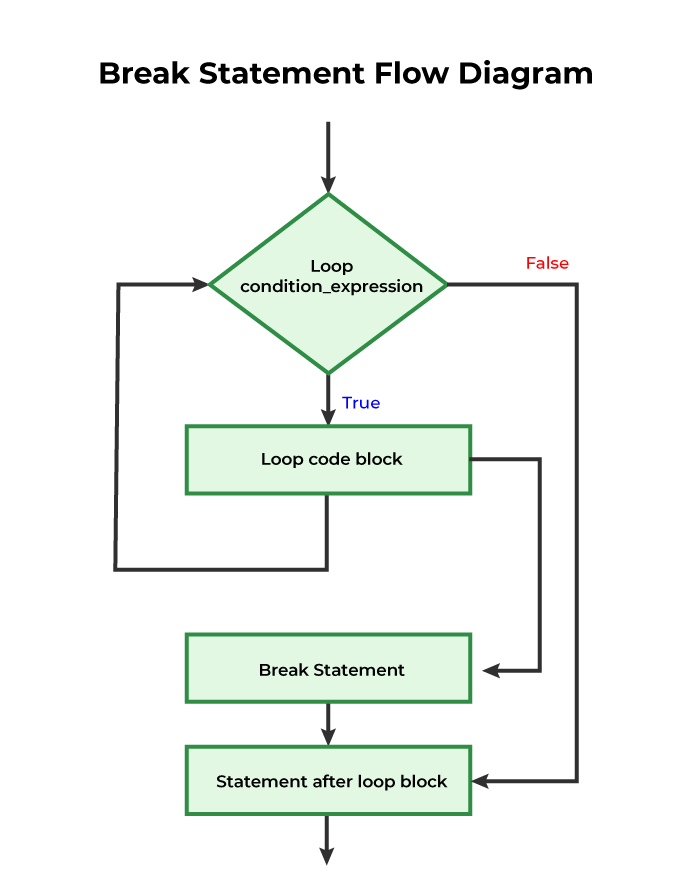 Break Statement Flow Diagram
Loop
condition_expression
False
True
Loop code block
Break Statement
Statement after loop block